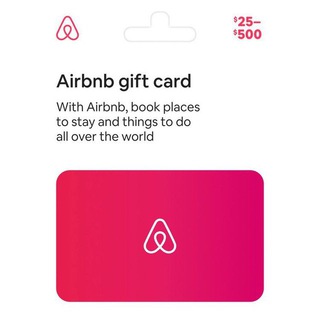 $25–
$500
Airbnb gift card
With Airbnb, book places
to stay and things to do
all over the world